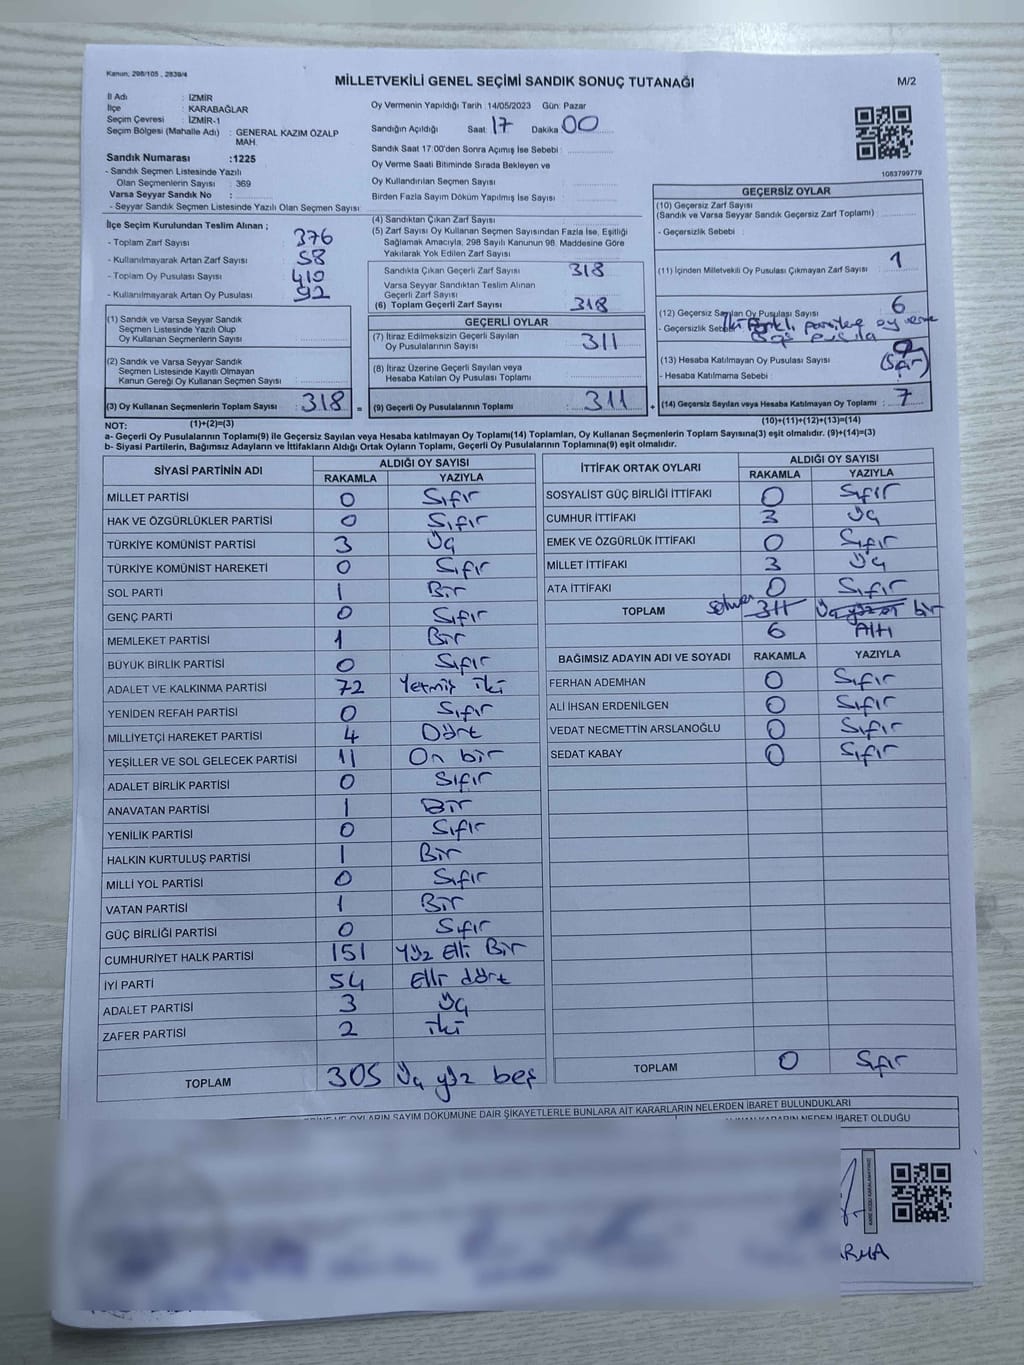 Kanun: 298/105 , 2839/4
MİLLETVEKİLİ GENEL SEÇİMİ SANDIK SONUÇ TUTANAĞI
M/2
İl Adı : İZMİR
İlçe : KARABAĞLAR
Seçim Çevresi : İZMİR-1
Seçim Bölgesi (Mahalle Adı) : GENERAL KAZIM ÖZALP MAH.
Sandık Numarası :1225
- Sandık Seçmen Listesinde Yazılı
Olan Seçmenlerin Sayısı : 369
Varsa Seyyar Sandık No :
- Seyyar Sandık Seçmen Listesinde Yazılı Olan Seçmen Sayısı:
Oy Vermenin Yapıldığı Tarih :14/05/2023 Gün: Pazar
Sandığın Açıldığı Saat: 17 Dakika 00
Sandık Saat 17:00'den Sonra Açımış İse Sebebi :
Oy Verme Saati Bitiminde Sırada Bekleyen ve
Oy Kullandırılan Seçmen Sayısı
Birden Fazla Sayım Döküm Yapılmış İse Sayısı
1063799779
İlçe Seçim Kurulundan Teslim Alınan ;
- Toplam Zarf Sayısı 376
- Kullanılmayarak Artan Zarf Sayısı 58
- Toplam Oy Pusulası Sayısı 410
- Kullanılmayarak Artan Oy Pusulası 92
(1) Sandık ve Varsa Seyyar Sandık
Seçmen Listesinde Yazılı Olup
Oy Kullanan Seçmenlerin Sayısı
(2) Sandık ve Varsa Seyyar Sandık
Seçmen Listesinde Kayıtlı Olmayan
Kanun Gereği Oy Kullanan Seçmen Sayısı
(3) Oy Kullanan Seçmenlerin Toplam Sayısı : 318 =
(4) Sandıktan Çıkan Zarf Sayısı
(5) Zarf Sayısı Oy Kullanan Seçmen Sayısından Fazla İse, Eşitliği
Sağlamak Amacıyla, 298 Sayılı Kanunun 98. Maddesine Göre
Yakılarak Yok Edilen Zarf Sayısı
Sandıkta Çıkan Geçerli Zarf Sayısı 318
Varsa Seyyar Sandıktan Teslim Alınan
Geçerli Zarf Sayısı
(6) Toplam Geçerli Zarf Sayısı 318
GEÇERLİ OYLAR
(7) İtiraz Edilmeksizin Geçerli Sayılan
Oy Pusulalarının Sayısı 311
(8) İtiraz Üzerine Geçerli Sayılan veya
Hesaba Katılan Oy Pusulası Toplamı
(9) Geçerli Oy Pusulalarının Toplamı : 311 +
GEÇERSİZ OYLAR
(10) Geçersiz Zarf Sayısı
(Sandık ve Varsa Seyyar Sandık Geçersiz Zarf Toplamı) :
- Geçersizlik Sebebi :
(11) İçinden Milletvekili Oy Pusulası Çıkmayan Zarf Sayısı 1
(12) Geçersiz Sayılan Oy Pusulası Sayısı 6
- Geçersizlik Sebebi İki farklı partiye oy verme
(13) Hesaba Katılmayan Oy Pusulası Sayısı 0
(Sıfır)
- Hesaba Katılmama Sebebi :
(14) Geçersiz Sayılan veya Hesaba Katılmayan Oy Toplamı : 7
NOT: (1)+(2)=(3) (10)+(11)+(12)+(13)=(14)
a- Geçerli Oy Pusulalarının Toplamı(9) ile Geçersiz Sayılan veya Hesaba katılmayan Oy Toplamı(14) Toplamları, Oy Kullanan Seçmenlerin Toplam Sayısına(3) eşit olmalıdır. (9)+(14)=(3)
b- Siyasi Partilerin, Bağımsız Adayların ve İttifakların Aldığı Ortak Oyların Toplamı, Geçerli Oy Pusulalarının Toplamına(9) eşit olmalıdır.
SİYASİ PARTİNİN ADI ALDIĞI OY SAYISI
RAKAMLA YAZIYLA
MİLLET PARTİSİ 0 Sıfır
HAK VE ÖZGÜRLÜKLER PARTİSİ 0 Sıfır
TÜRKİYE KOMÜNİST PARTİSİ 3 Üç
TÜRKİYE KOMÜNİST HAREKETİ 0 Sıfır
SOL PARTİ 1 Bir
GENÇ PARTİ 0 Sıfır
MEMLEKET PARTİSİ 1 Bir
BÜYÜK BİRLİK PARTİSİ 0 Sıfır
ADALET VE KALKINMA PARTİSİ 72 Yetmiş iki
YENİDEN REFAH PARTİSİ 0 Sıfır
MİLLİYETÇİ HAREKET PARTİSİ 4 Dört
YEŞİLLER VE SOL GELECEK PARTİSİ 11 On bir
ADALET BİRLİK PARTİSİ 0 Sıfır
ANAVATAN PARTİSİ 1 Bir
YENİLİK PARTİSİ 0 Sıfır
HALKIN KURTULUŞ PARTİSİ 1 Bir
MİLLİ YOL PARTİSİ 0 Sıfır
VATAN PARTİSİ 1 Bir
GÜÇ BİRLİĞİ PARTİSİ 0 Sıfır
CUMHURİYET HALK PARTİSİ 151 Yüz Elli Bir
İYİ PARTİ 54 Elli dört
ADALET PARTİSİ 3 Üç
ZAFER PARTİSİ 2 iki
TOPLAM 305 Üç yüz beş
İTTİFAK ORTAK OYLARI ALDIĞI OY SAYISI
RAKAMLA YAZIYLA
SOSYALİST GÜÇ BİRLİĞİ İTTİFAKI 0 Sıfır
CUMHUR İTTİFAKI 3 Üç
EMEK VE ÖZGÜRLÜK İTTİFAKI 0 Sıfır
MİLLET İTTİFAKI 3 Üç
ATA İTTİFAKI 0 Sıfır
TOPLAM 311 Üç yüz on bir
6 Altı
BAĞIMSIZ ADAYIN ADI VE SOYADI RAKAMLA YAZIYLA
FERHAN ADEMHAN 0 Sıfır
ALİ İHSAN ERDENİLGEN 0 Sıfır
VEDAT NECMETTİN ARSLANOĞLU 0 Sıfır
SEDAT KABAY 0 Sıfır
TOPLAM 0 Sıfır
OYLARIN SAYIM DÖKÜMÜNE DAİR ŞİKAYETLERLE BUNLARA AİT KARARLARIN NELERDEN İBARET BULUNDUKLARI
KARARIN NEDEN İBARET OLDUĞU